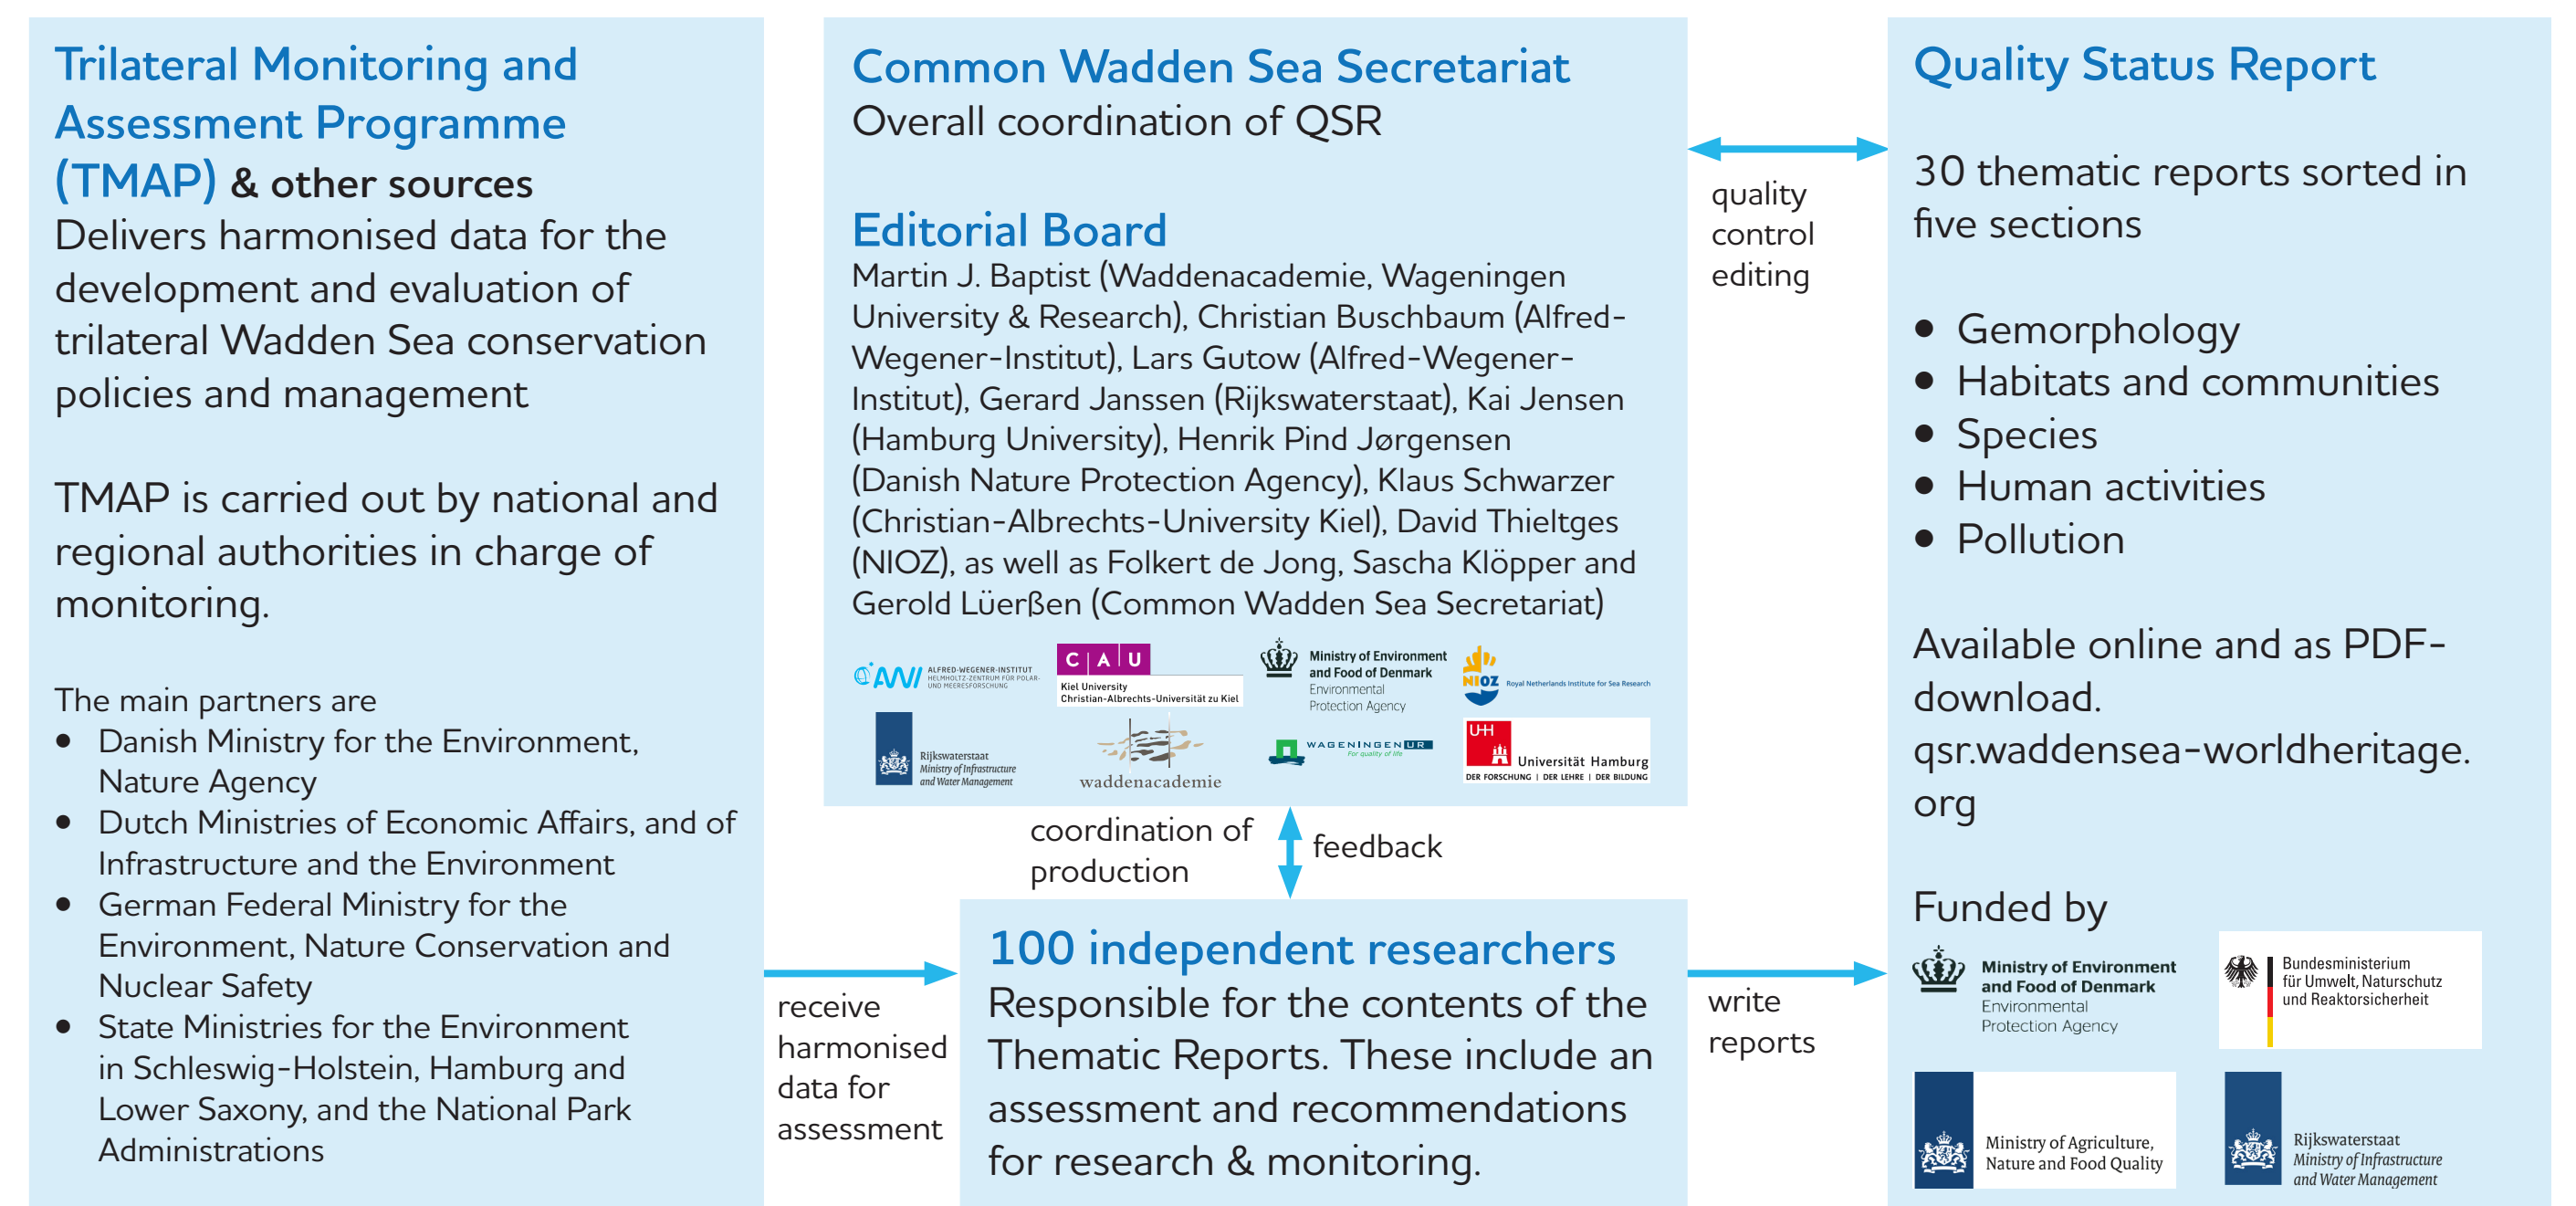 Trilateral Monitoring and
Assessment Programme
(TMAP) & other sources
Delivers harmonised data for the
development and evaluation of
trilateral Wadden Sea conservation
policies and management
TMAP is carried out by national and
regional authorities in charge of
monitoring.
The main partners are
• Danish Ministry for the Environment,
Nature Agency
• Dutch Ministries of Economic Affairs, and of
Infrastructure and the Environment
• German Federal Ministry for the
Environment, Nature Conservation and
Nuclear Safety
• State Ministries for the Environment
in Schleswig-Holstein, Hamburg and
Lower Saxony, and the National Park
Administrations
receive
harmonised
data for
assessment
Common Wadden Sea Secretariat
Overall coordination of QSR
Editorial Board
Martin J. Baptist (Waddenacademie, Wageningen
University & Research), Christian Buschbaum (Alfred-
Wegener-Institut), Lars Gutow (Alfred-Wegener-
Institut), Gerard Janssen (Rijkswaterstaat), Kai Jensen
(Hamburg University), Henrik Pind Jørgensen
(Danish Nature Protection Agency), Klaus Schwarzer
(Christian-Albrechts-University Kiel), David Thieltges
(NIOZ), as well as Folkert de Jong, Sascha Klöpper and
Gerold Lüerßen (Common Wadden Sea Secretariat)
AWI
ALFRED-WEGENER-INSTITUT
HELMHOLTZ-ZENTRUM FÜR POLAR-
UND MEERESFORSCHUNG
C | A | U
Kiel University
Christian-Albrechts-Universität zu Kiel
Ministry of Environment
and Food of Denmark
Environmental
Protection Agency
NIOZ
Royal Netherlands Institute for Sea Research
Rijkswaterstaat
Ministry of Infrastructure
and Water Management
waddenacademie
WAGENINGEN UR
For quality of life
UHH
Universität Hamburg
DER FORSCHUNG | DER LEHRE | DER BILDUNG
coordination of
production
feedback
100 independent researchers
Responsible for the contents of the
Thematic Reports. These include an
assessment and recommendations
for research & monitoring.
quality
control
editing
write
reports
Quality Status Report
30 thematic reports sorted in
five sections
• Gemorphology
• Habitats and communities
• Species
• Human activities
• Pollution
Available online and as PDF-
download.
qsr.waddensea-worldheritage.
org
Funded by
Ministry of Environment
and Food of Denmark
Environmental
Protection Agency
Bundesministerium
für Umwelt, Naturschutz
und Reaktorsicherheit
Ministry of Agriculture,
Nature and Food Quality
Rijkswaterstaat
Ministry of Infrastructure
and Water Management